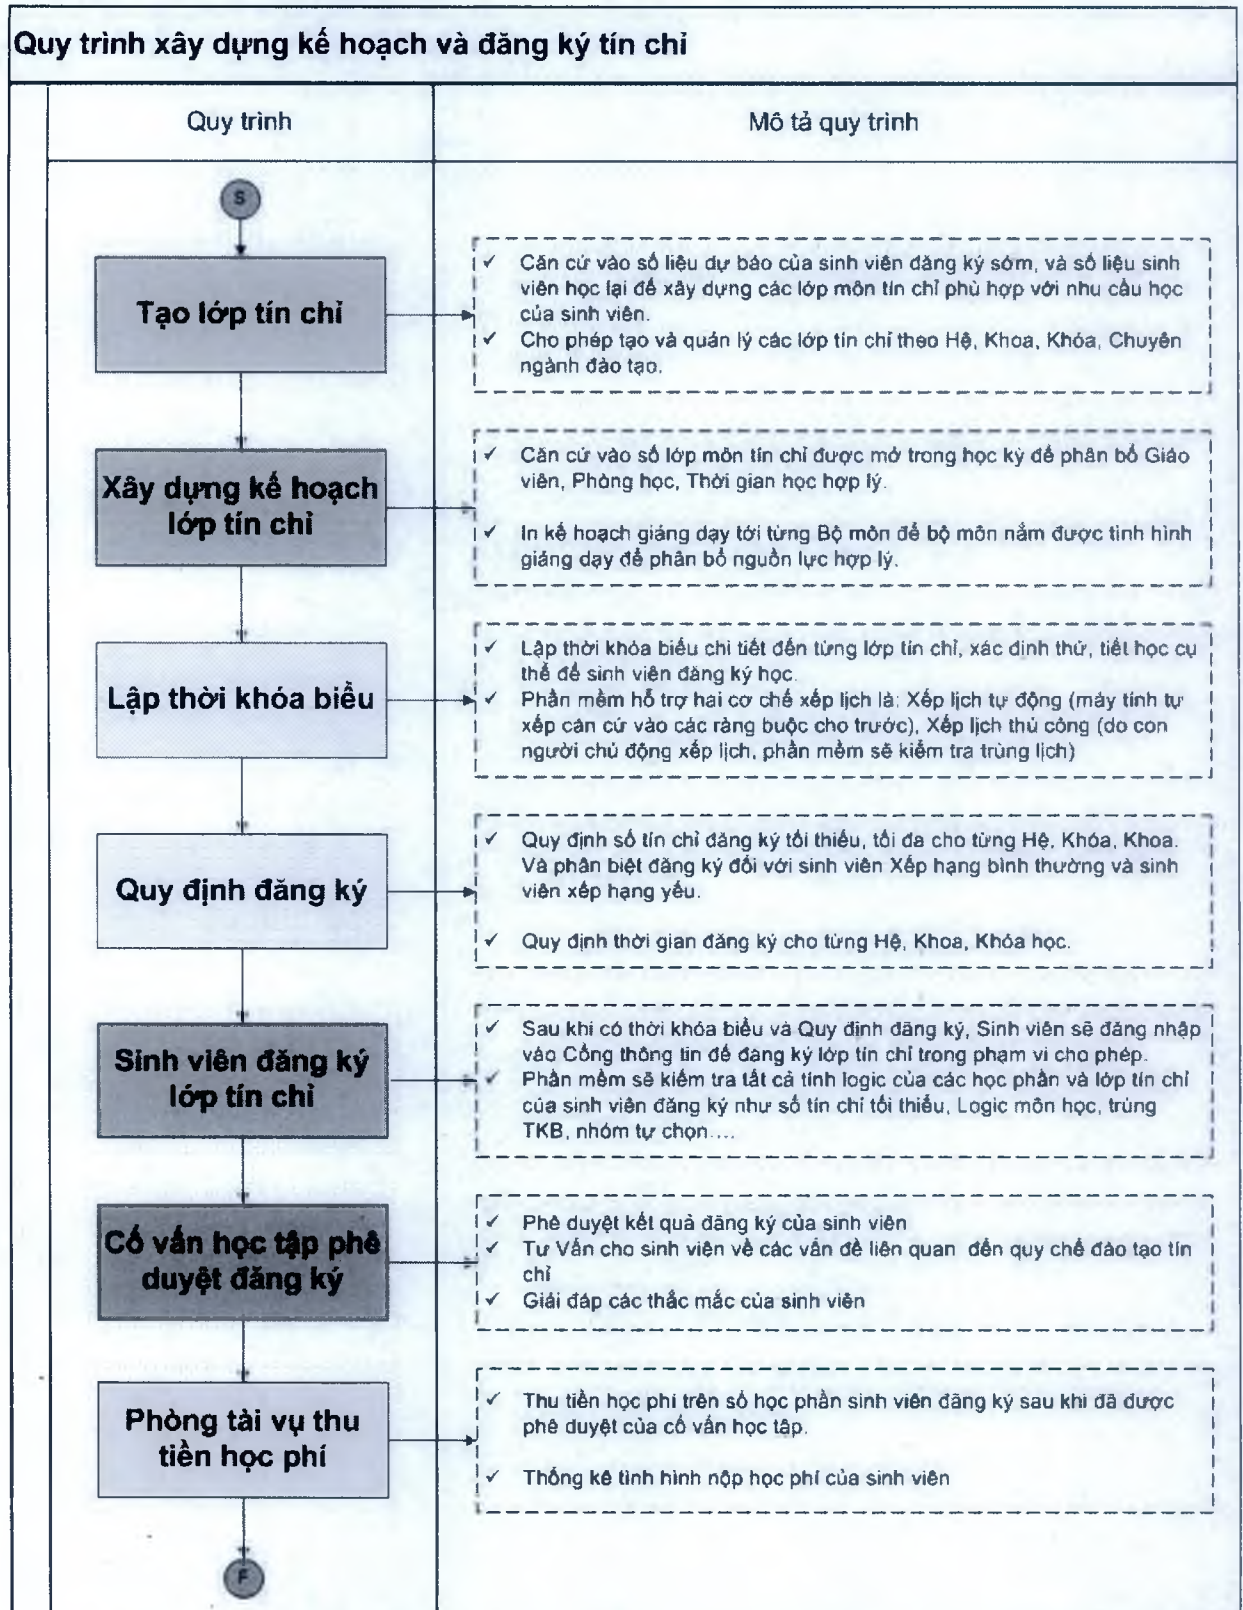 Quy trình xây dựng kế hoạch và đăng ký tín chỉ
Quy trình
Mô tả quy trình
S
Tạo lớp tín chỉ
✓ Căn cứ vào số liệu dự báo của sinh viên đăng ký sớm, và số liệu sinh
viên học lại để xây dựng các lớp môn tín chỉ phù hợp với nhu cầu học
của sinh viên.
✓ Cho phép tạo và quản lý các lớp tín chỉ theo Hệ, Khoa, Khóa, Chuyên
ngành đào tạo.
Xây dựng kế hoạch
lớp tín chỉ
✓ Căn cứ vào số lớp môn tín chỉ được mở trong học kỳ để phân bổ Giáo
viên, Phòng học, Thời gian học hợp lý.
✓ In kế hoạch giảng dạy tới từng Bộ môn để bộ môn nắm được tình hình
giảng dạy để phân bổ nguồn lực hợp lý.
Lập thời khóa biểu
✓ Lập thời khóa biểu chi tiết đến từng lớp tín chỉ, xác định thứ, tiết học cụ
thể để sinh viên đăng ký học.
✓ Phần mềm hỗ trợ hai cơ chế xếp lịch là: Xếp lịch tự động (máy tính tự
xếp căn cứ vào các ràng buộc cho trước), Xếp lịch thủ công (do con
người chủ động xếp lịch, phần mềm sẽ kiểm tra trùng lịch)
Quy định đăng ký
✓ Quy định số tín chỉ đăng ký tối thiểu, tối đa cho từng Hệ, Khóa, Khoa.
Và phân biệt đăng ký đối với sinh viên Xếp hạng bình thường và sinh
viên xếp hạng yếu.
✓ Quy định thời gian đăng ký cho từng Hệ, Khoa, Khóa học.
Sinh viên đăng ký
lớp tín chỉ
✓ Sau khi có thời khóa biểu và Quy định đăng ký, Sinh viên sẽ đăng nhập
vào Cổng thông tin để đăng ký lớp tín chỉ trong phạm vi cho phép.
✓ Phần mềm sẽ kiểm tra tất cả tính logic của các học phần và lớp tín chỉ
của sinh viên đăng ký như số tín chỉ tối thiểu, Logic môn học, trùng
TKB, nhóm tự chọn....
Cố vấn học tập phê
duyệt đăng ký
✓ Phê duyệt kết quả đăng ký của sinh viên
✓ Tư Vấn cho sinh viên về các vấn đề liên quan đến quy chế đào tạo tín
chỉ
✓ Giải đáp các thắc mắc của sinh viên
Phòng tài vụ thu
tiền học phí
✓ Thu tiền học phí trên số học phần sinh viên đăng ký sau khi đã được
phê duyệt của cố vấn học tập.
✓ Thống kê tình hình nộp học phí của sinh viên
F